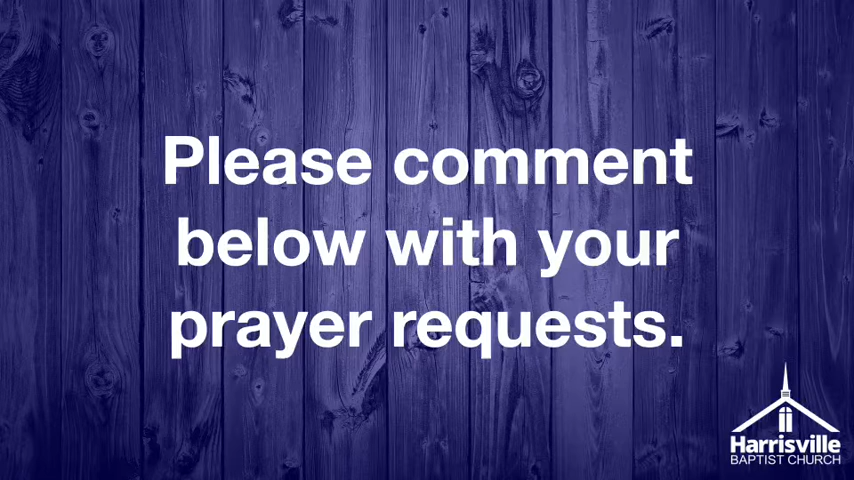 Please comment
below with your
prayer requests.
Harrisville
BAPTIST CHURCH